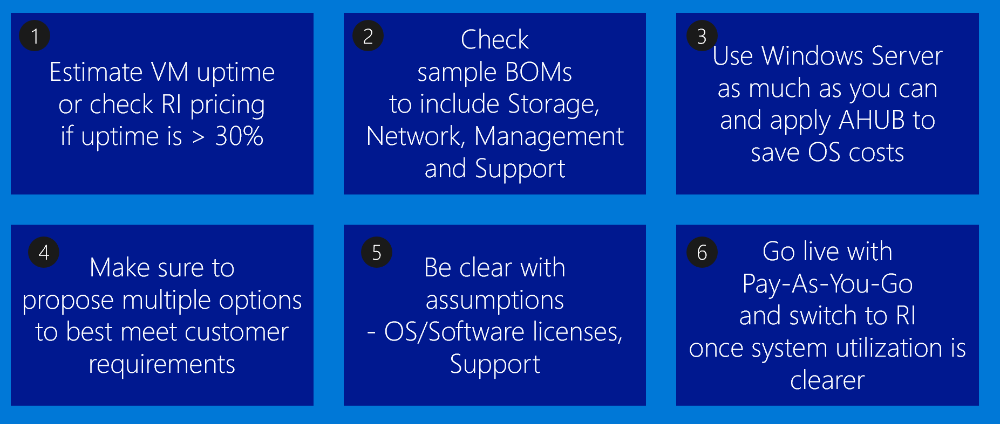 1
Estimate VM uptime
or check RI pricing
if uptime is > 30%
2
Check
sample BOMs
to include Storage,
Network, Management
and Support
3
Use Windows Server
as much as you can
and apply AHUB to
save OS costs
4
Make sure to
propose multiple options
to best meet customer
requirements
5
Be clear with
assumptions
- OS/Software licenses,
Support
6
Go live with
Pay-As-You-Go
and switch to RI
once system utilization is
clearer